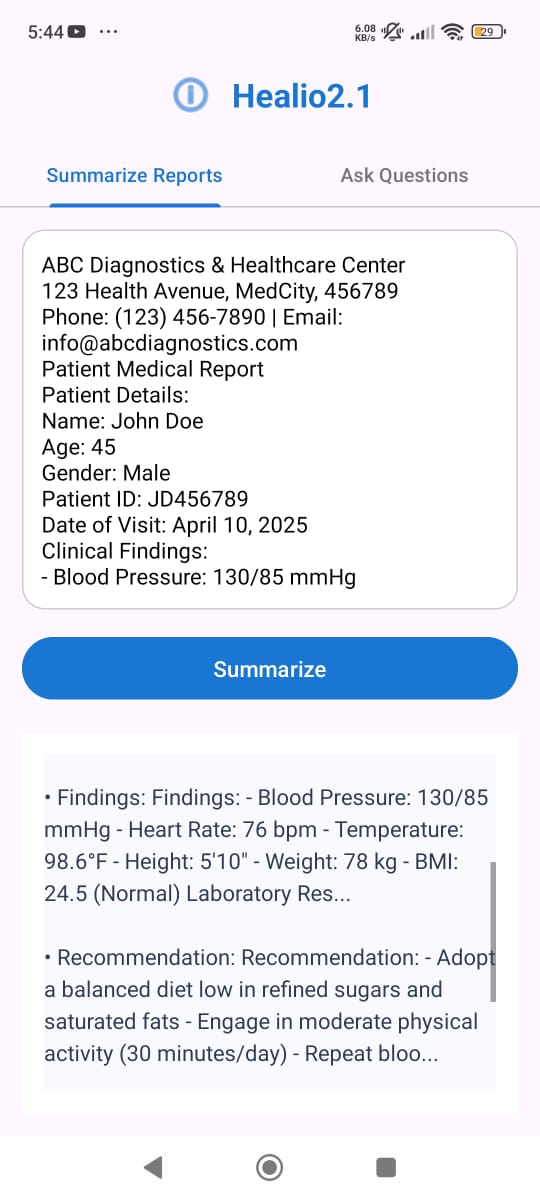 5:44 ... 6.08 KB/s 29
Healio2.1
Summarize Reports Ask Questions
ABC Diagnostics & Healthcare Center
123 Health Avenue, MedCity, 456789
Phone: (123) 456-7890 | Email:
info@abcdiagnostics.com
Patient Medical Report
Patient Details:
Name: John Doe
Age: 45
Gender: Male
Patient ID: JD456789
Date of Visit: April 10, 2025
Clinical Findings:
- Blood Pressure: 130/85 mmHg
Summarize
• Findings: Findings: - Blood Pressure: 130/85
mmHg - Heart Rate: 76 bpm - Temperature:
98.6°F - Height: 5'10" - Weight: 78 kg - BMI:
24.5 (Normal) Laboratory Res...
• Recommendation: Recommendation: - Adopt
a balanced diet low in refined sugars and
saturated fats - Engage in moderate physical
activity (30 minutes/day) - Repeat bloo...